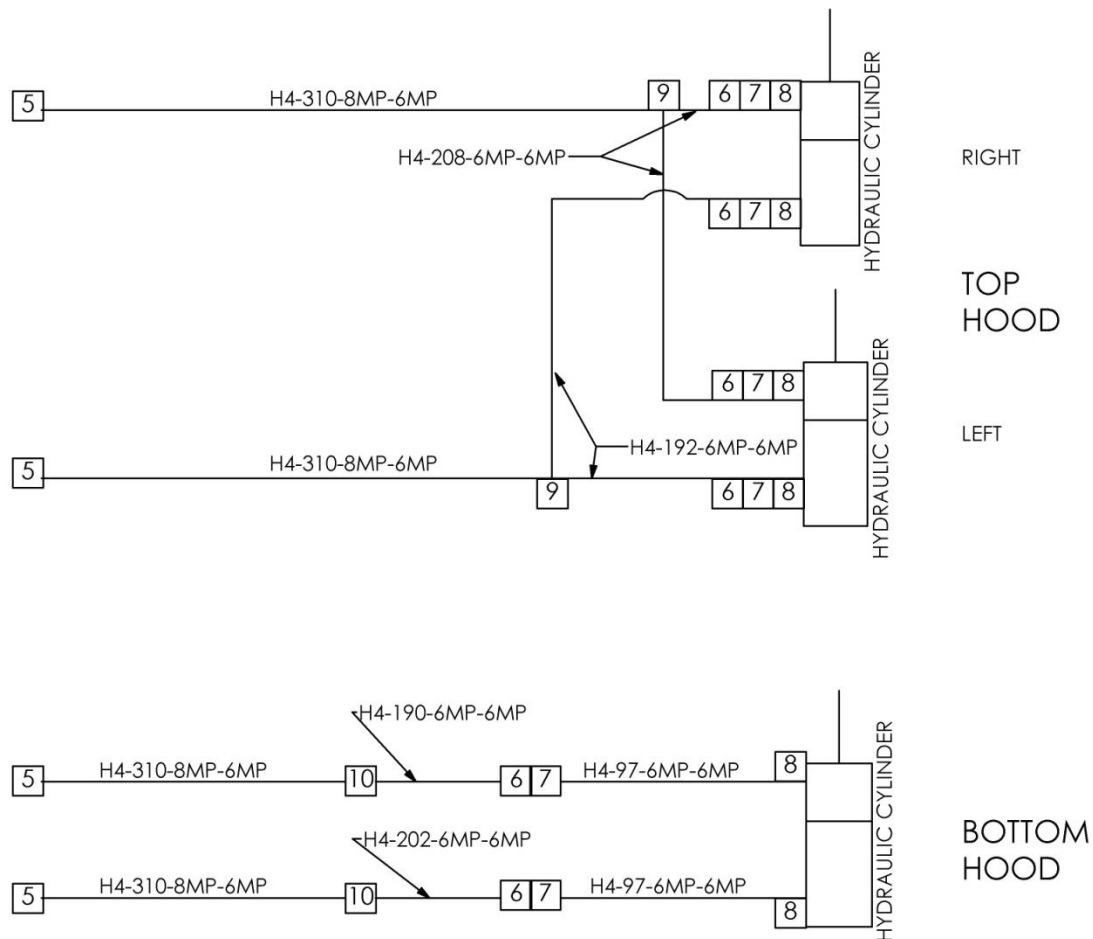 5
H4-310-8MP-6MP
9
6 7 8
HYDRAULIC CYLINDER
H4-208-6MP-6MP
RIGHT
6 7 8
TOP
HOOD
6 7 8
HYDRAULIC CYLINDER
LEFT
H4-192-6MP-6MP
5
H4-310-8MP-6MP
9
6 7 8
H4-190-6MP-6MP
5
H4-310-8MP-6MP
10
6 7
H4-97-6MP-6MP
8
HYDRAULIC CYLINDER
BOTTOM
HOOD
H4-202-6MP-6MP
5
H4-310-8MP-6MP
10
6 7
H4-97-6MP-6MP
8